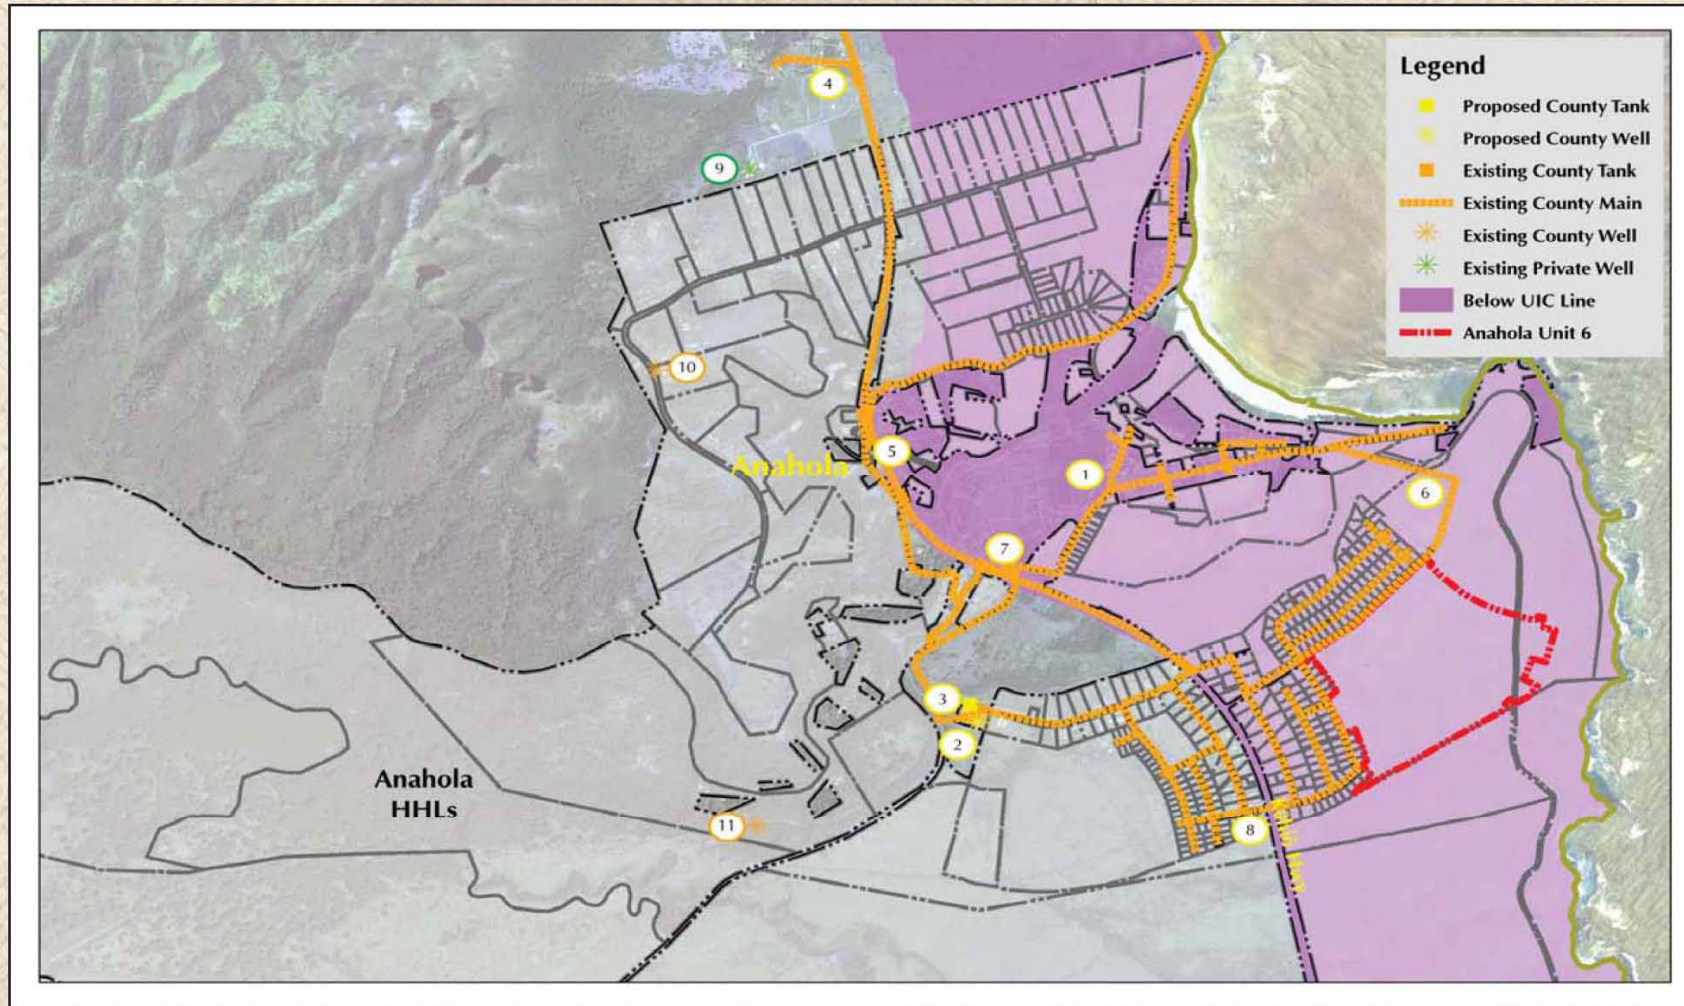 Legend
Proposed County Tank
Proposed County Well
Existing County Tank
Existing County Main
Existing County Well
Existing Private Well
Below UIC Line
Anahola Unit 6
4
9
10
5
Anahola
1
6
7
3
2
Anahola
HHLs
11
8
Kuhio Hwy